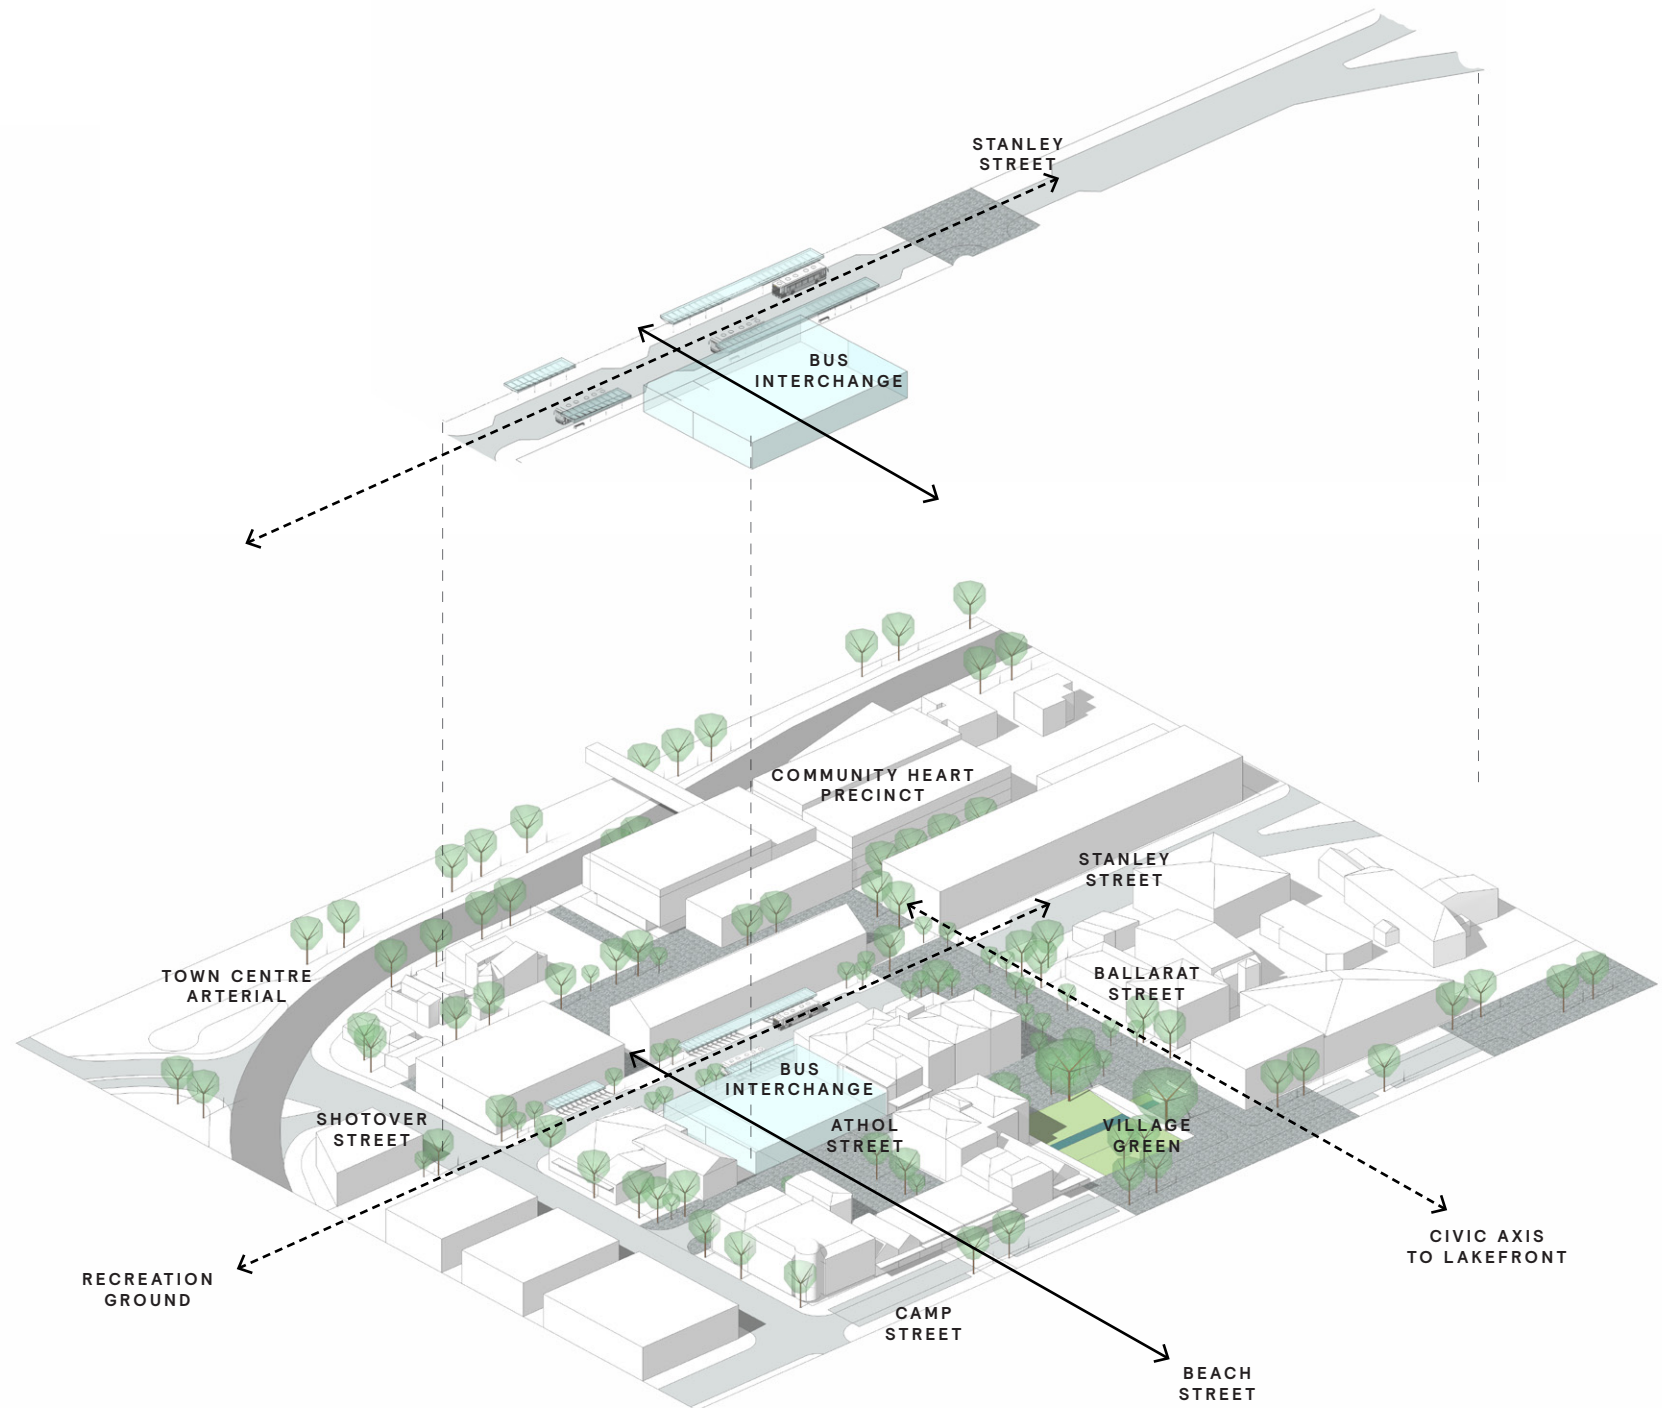 STANLEY
STREET
BUS
INTERCHANGE
COMMUNITY HEART
PRECINCT
STANLEY
STREET
TOWN CENTRE
ARTERIAL
BALLARAT
STREET
BUS
INTERCHANGE
SHOTOVER
STREET
ATHOL
STREET
VILLAGE
GREEN
CIVIC AXIS
TO LAKEFRONT
RECREATION
GROUND
CAMP
STREET
BEACH
STREET